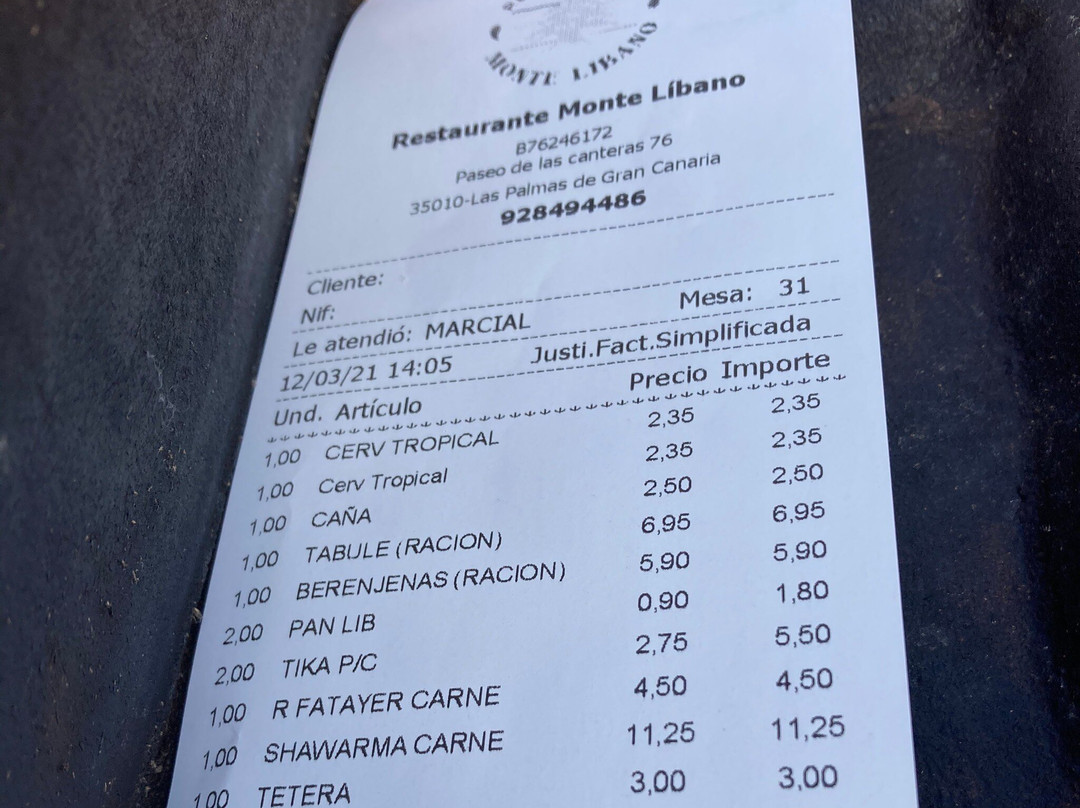 MONTE LIBANO
Restaurante Monte Líbano
B76246172
Paseo de las canteras 76
35010-Las Palmas de Gran Canaria
928494486
Cliente:
Nif:
Le atendió: MARCIAL Mesa: 31
12/03/21 14:05 Justi.Fact.Simplificada
Und. Artículo Precio Importe
1,00 CERV TROPICAL 2,35 2,35
1,00 Cerv Tropical 2,35 2,35
1,00 CAÑA 2,50 2,50
1,00 TABULE (RACION) 6,95 6,95
1,00 BERENJENAS (RACION) 5,90 5,90
2,00 PAN LIB 0,90 1,80
2,00 TIKA P/C 2,75 5,50
1,00 R FATAYER CARNE 4,50 4,50
1,00 SHAWARMA CARNE 11,25 11,25
1,00 TETERA 3,00 3,00